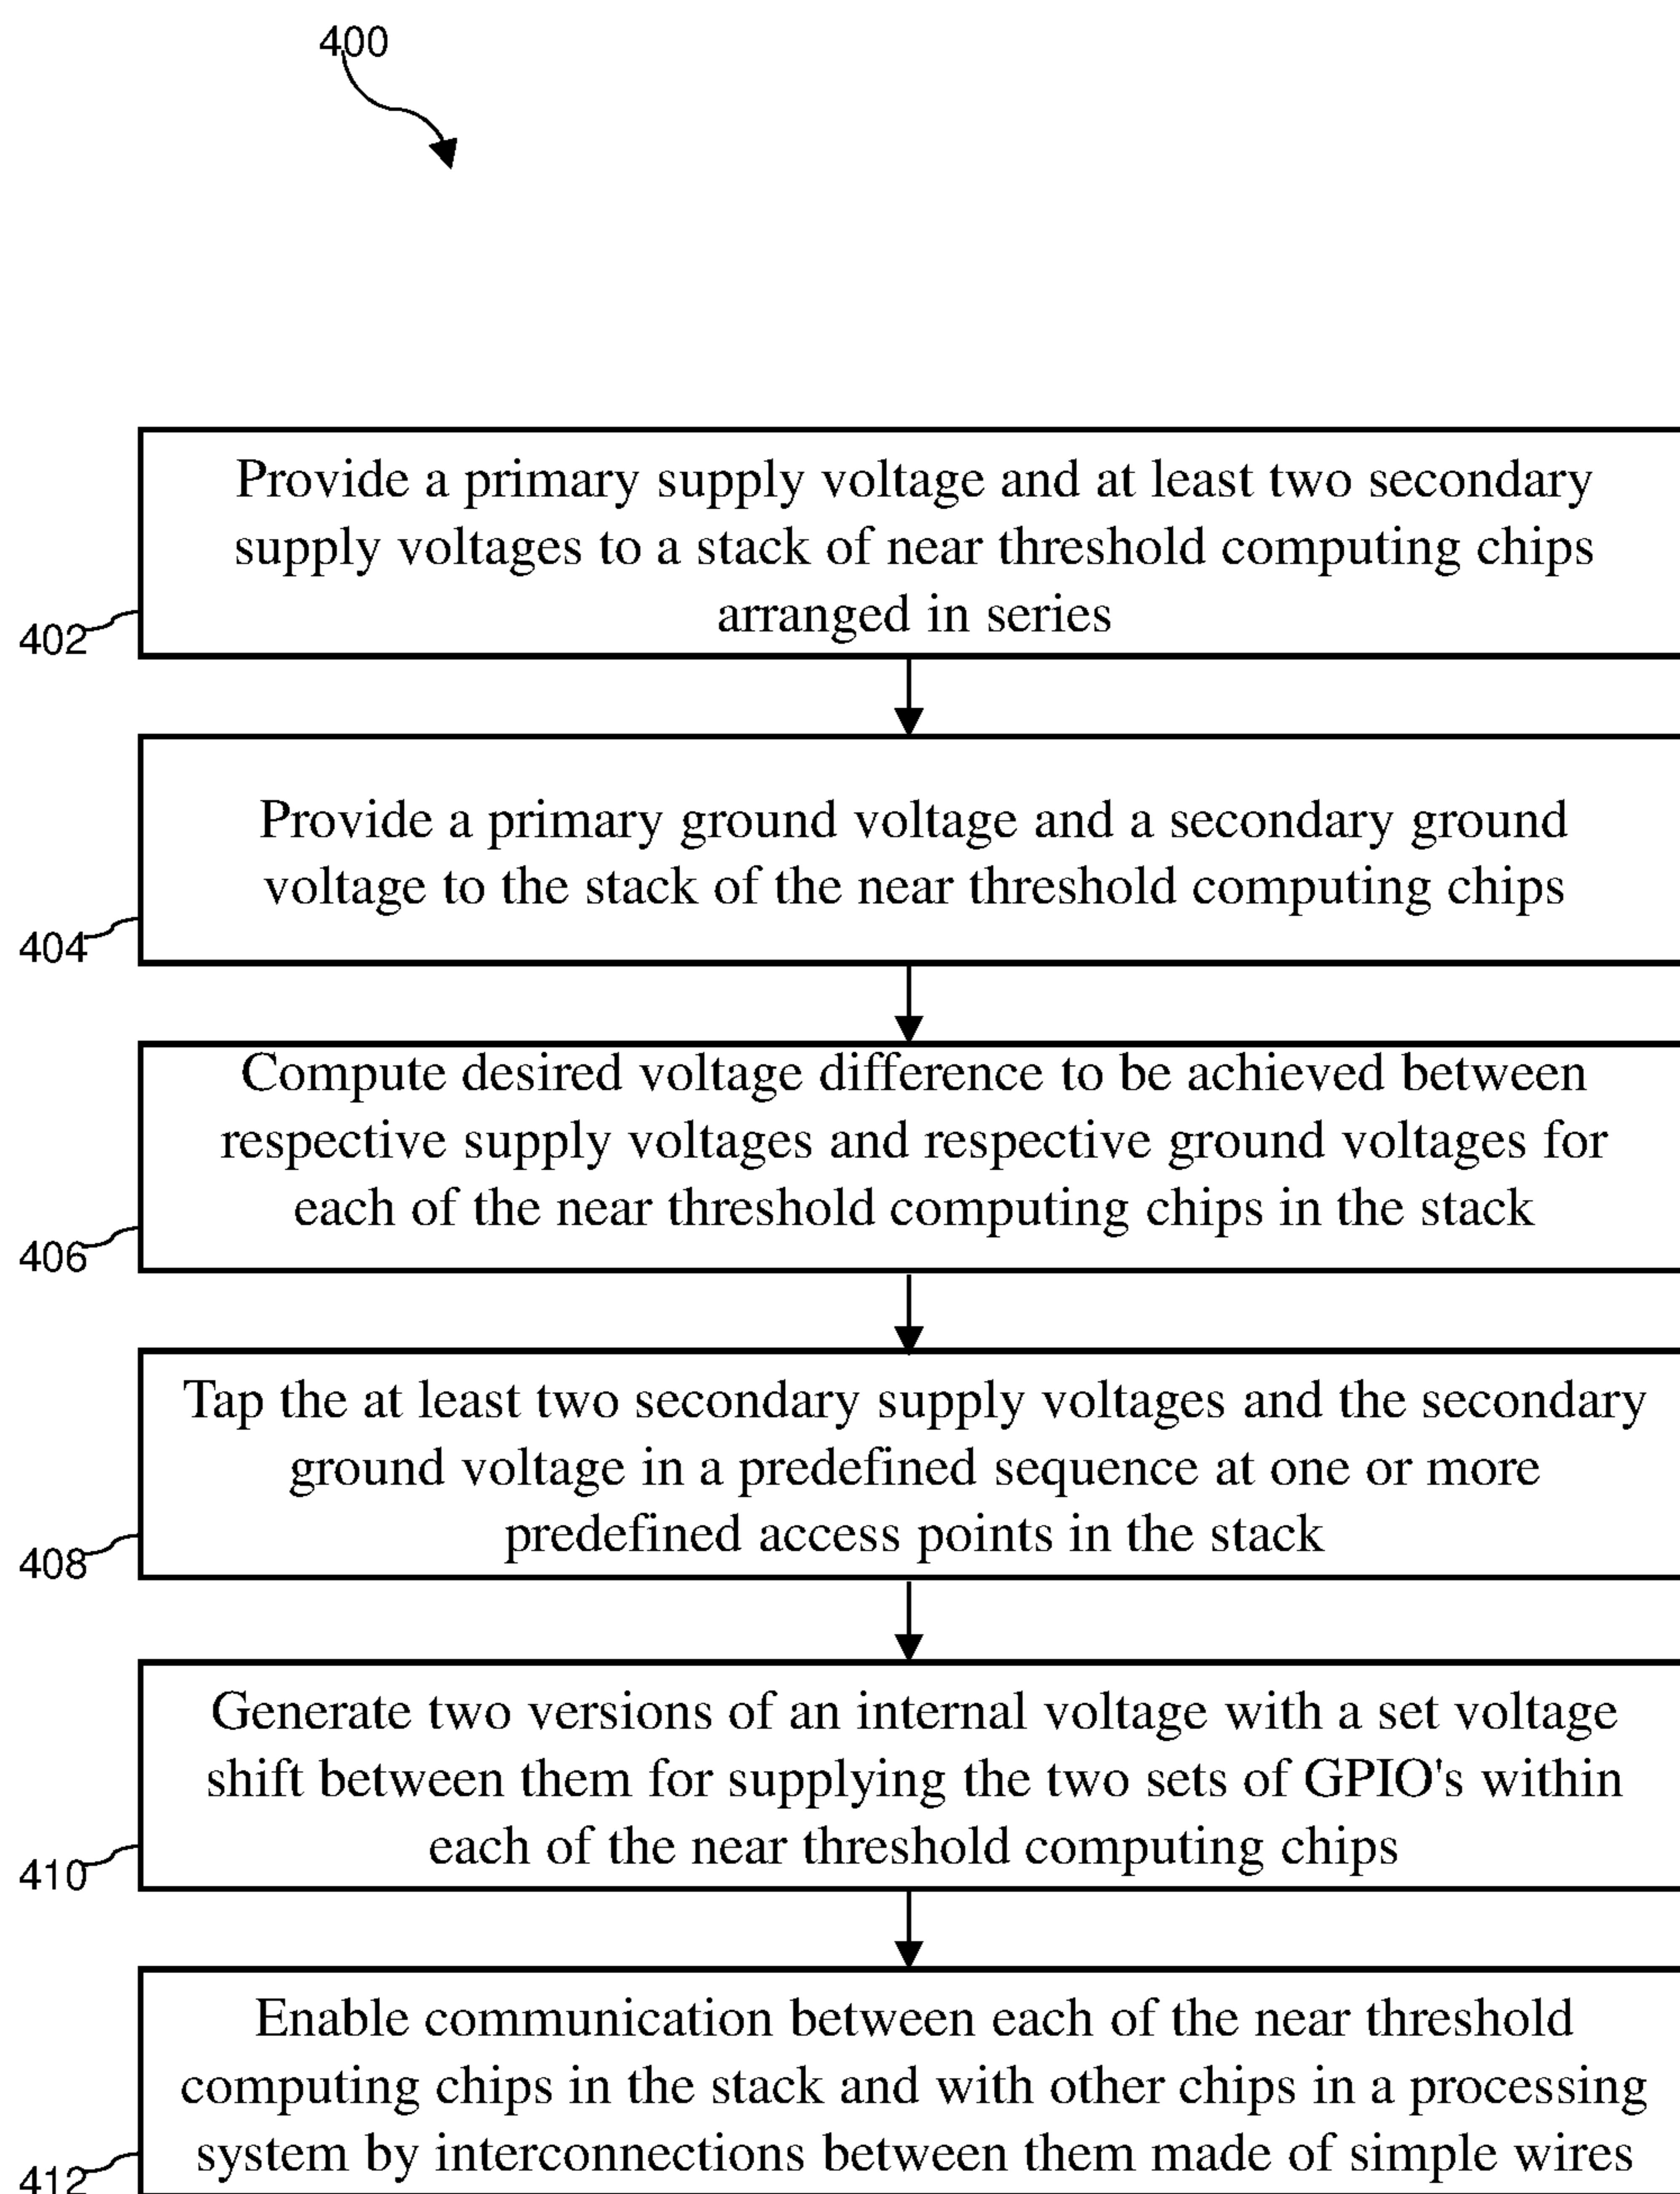 400
Provide a primary supply voltage and at least two secondary
supply voltages to a stack of near threshold computing chips
arranged in series
402
Provide a primary ground voltage and a secondary ground
voltage to the stack of the near threshold computing chips
404
Compute desired voltage difference to be achieved between
respective supply voltages and respective ground voltages for
each of the near threshold computing chips in the stack
406
Tap the at least two secondary supply voltages and the secondary
ground voltage in a predefined sequence at one or more
predefined access points in the stack
408
Generate two versions of an internal voltage with a set voltage
shift between them for supplying the two sets of GPIO's within
each of the near threshold computing chips
410
Enable communication between each of the near threshold
computing chips in the stack and with other chips in a processing
system by interconnections between them made of simple wires
412